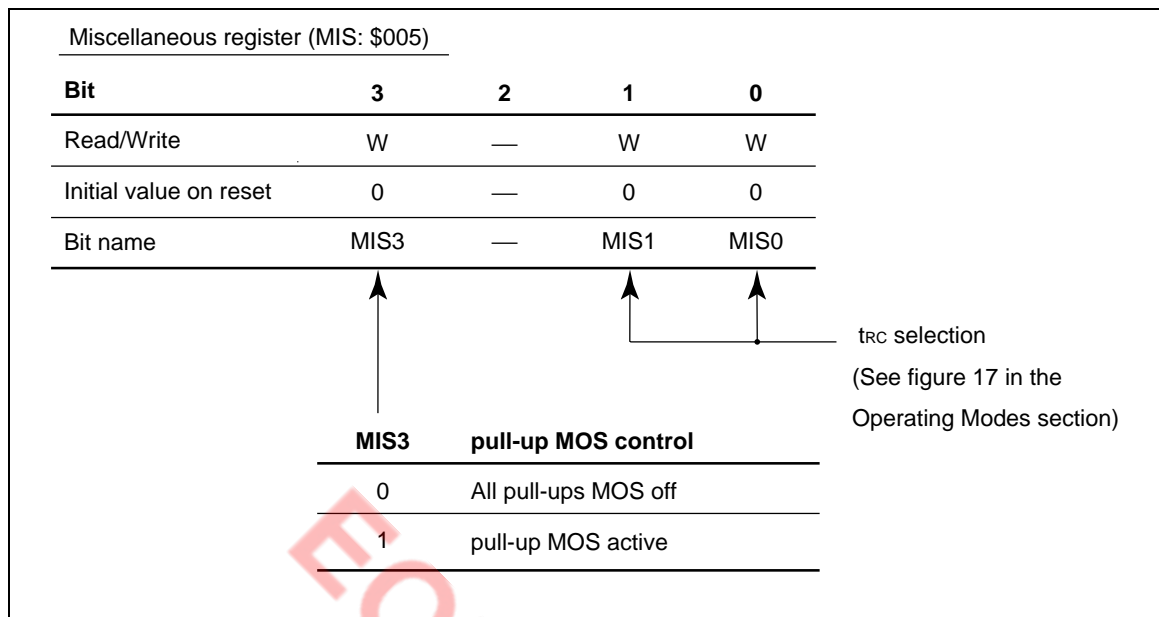 Miscellaneous register (MIS: $005)
Bit 3 2 1 0
Read/Write W — W W
Initial value on reset 0 — 0 0
Bit name MIS3 — MIS1 MIS0
tRC selection
(See figure 17 in the
Operating Modes section)
MIS3 pull-up MOS control
0 All pull-ups MOS off
1 pull-up MOS active